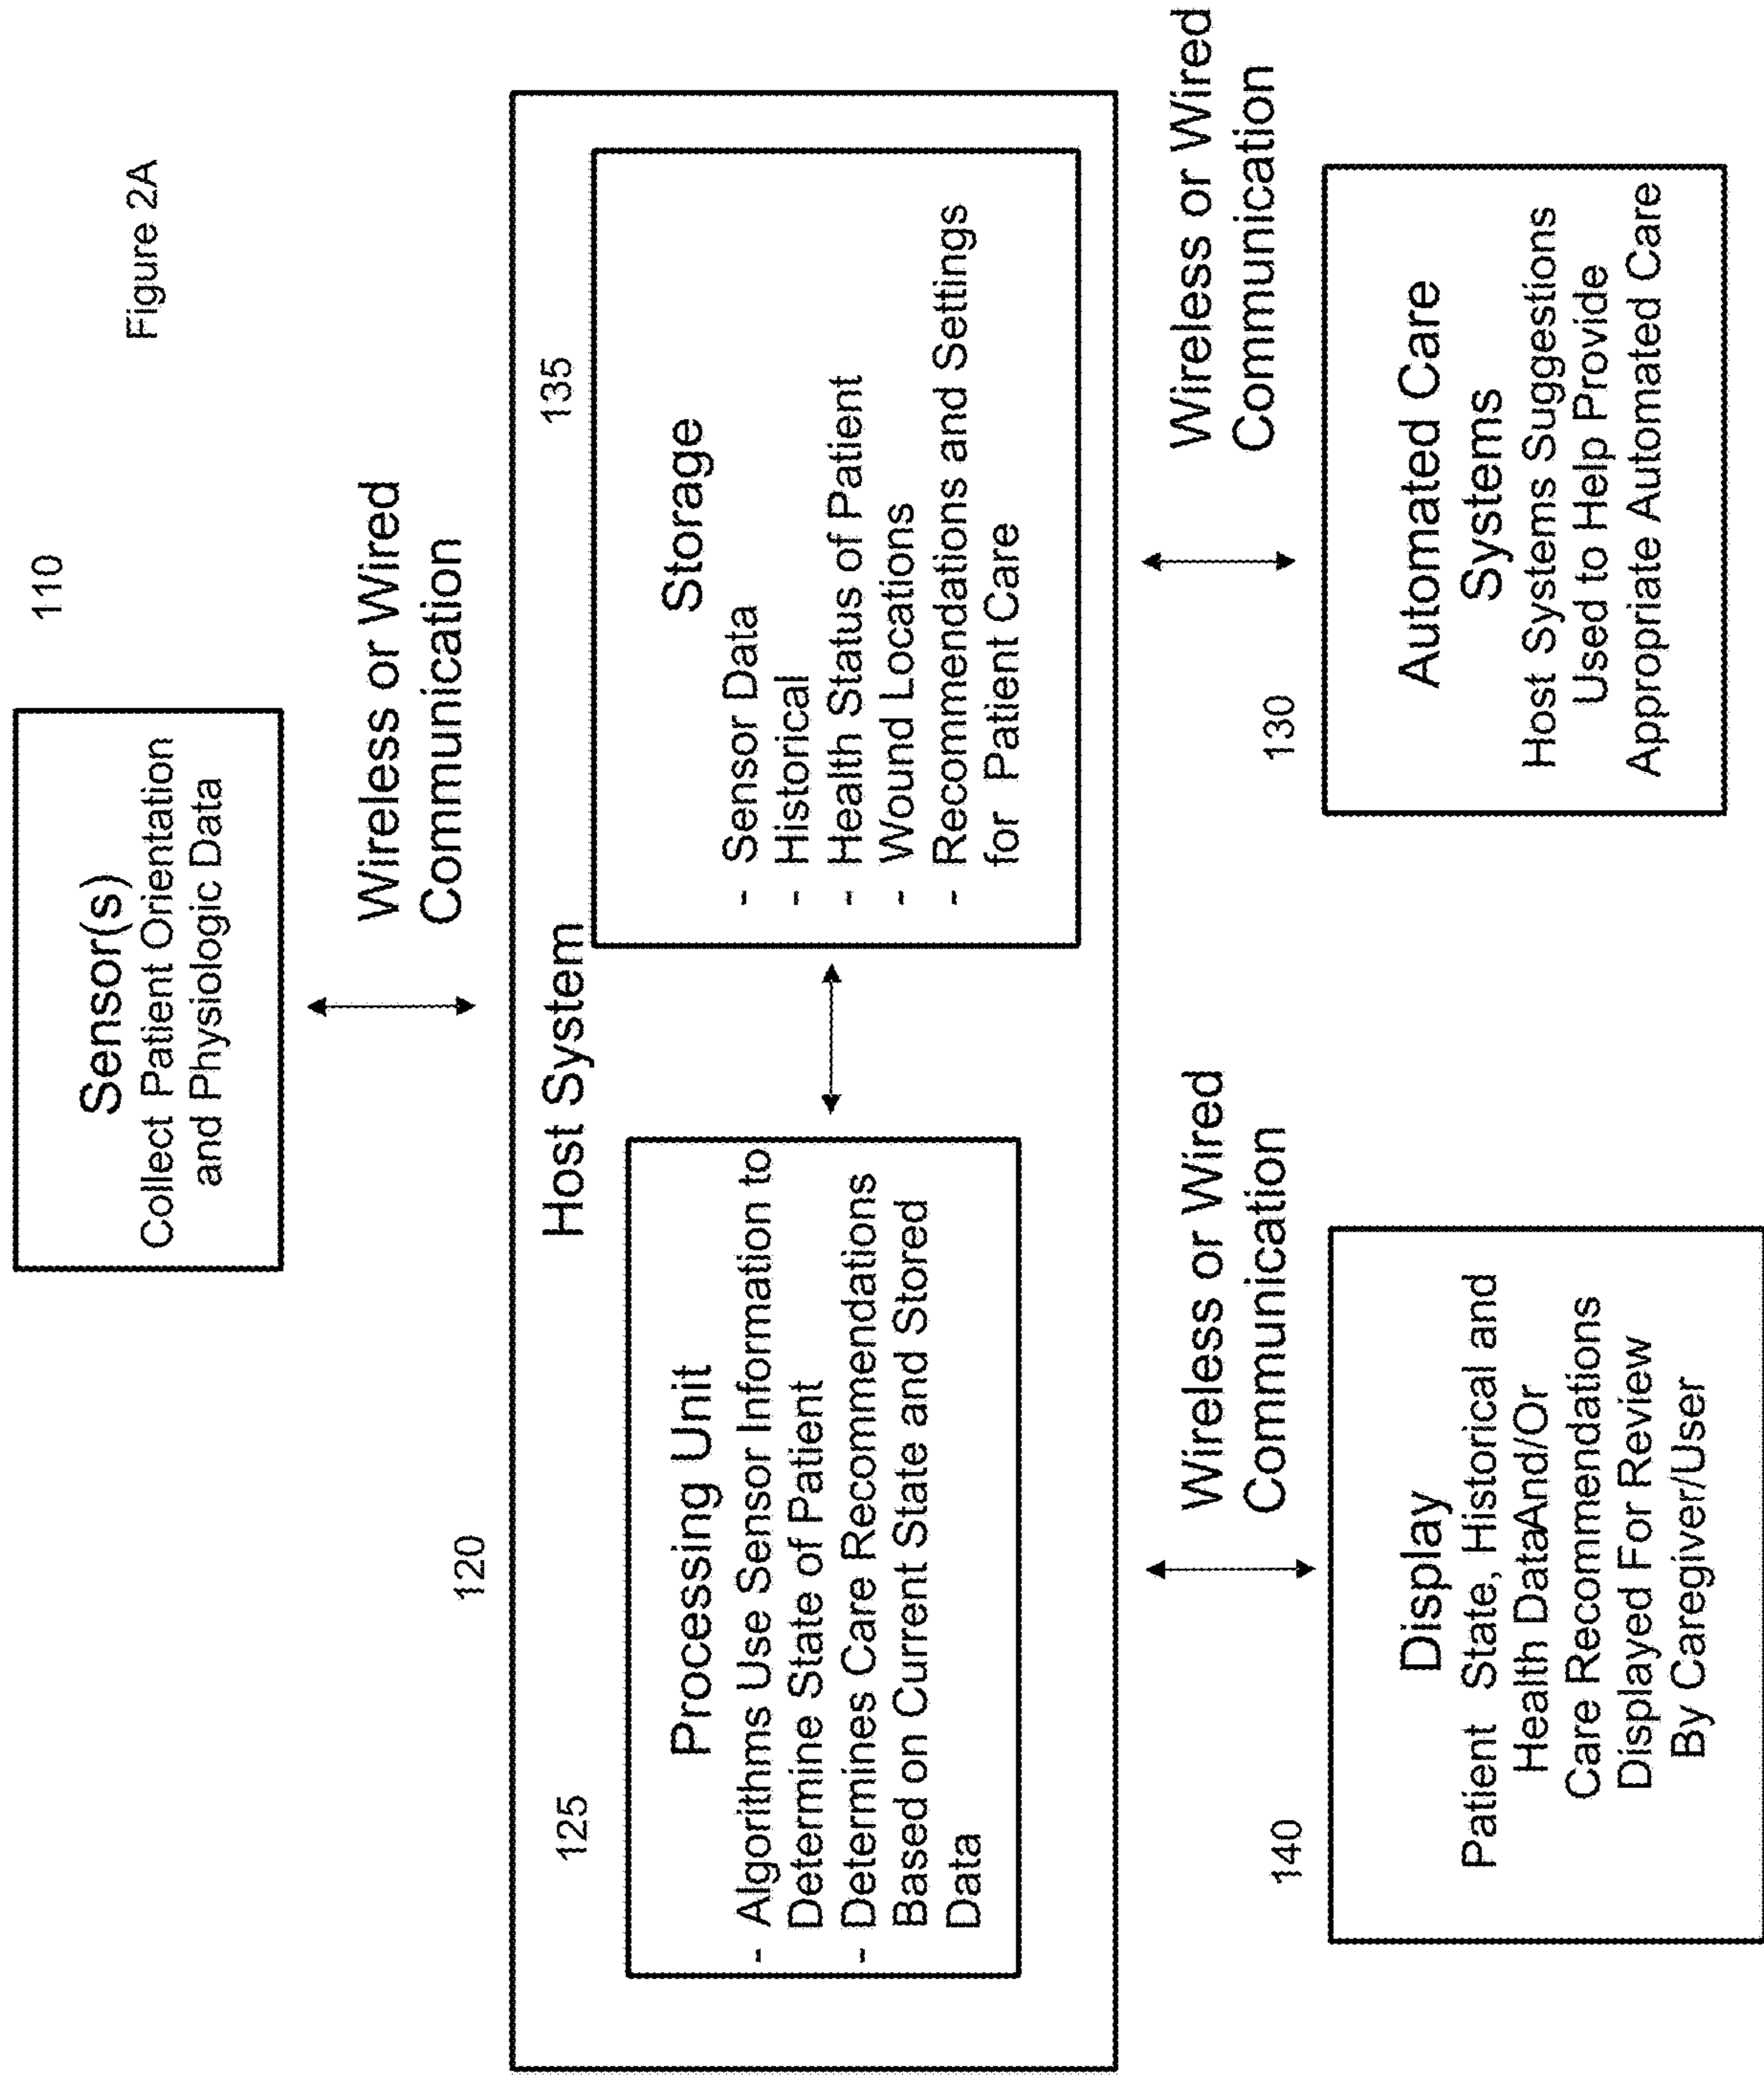 Figure 2A
110
Sensor(s)
Collect Patient Orientation
and Physiologic Data
Wireless or Wired
Communication
120
Host System
125
Processing Unit
- Algorithms Use Sensor Information to
Determine State of Patient
- Determines Care Recommendations
Based on Current State and Stored
Data
135
Storage
- Sensor Data
- Historical
- Health Status of Patient
- Wound Locations
- Recommendations and Settings
for Patient Care
Wireless or Wired
Communication
Wireless or Wired
Communication
140
Display
Patient State, Historical and
Health DataAnd/Or
Care Recommendations
Displayed For Review
By Caregiver/User
130
Automated Care
Systems
Host Systems Suggestions
Used to Help Provide
Appropriate Automated Care